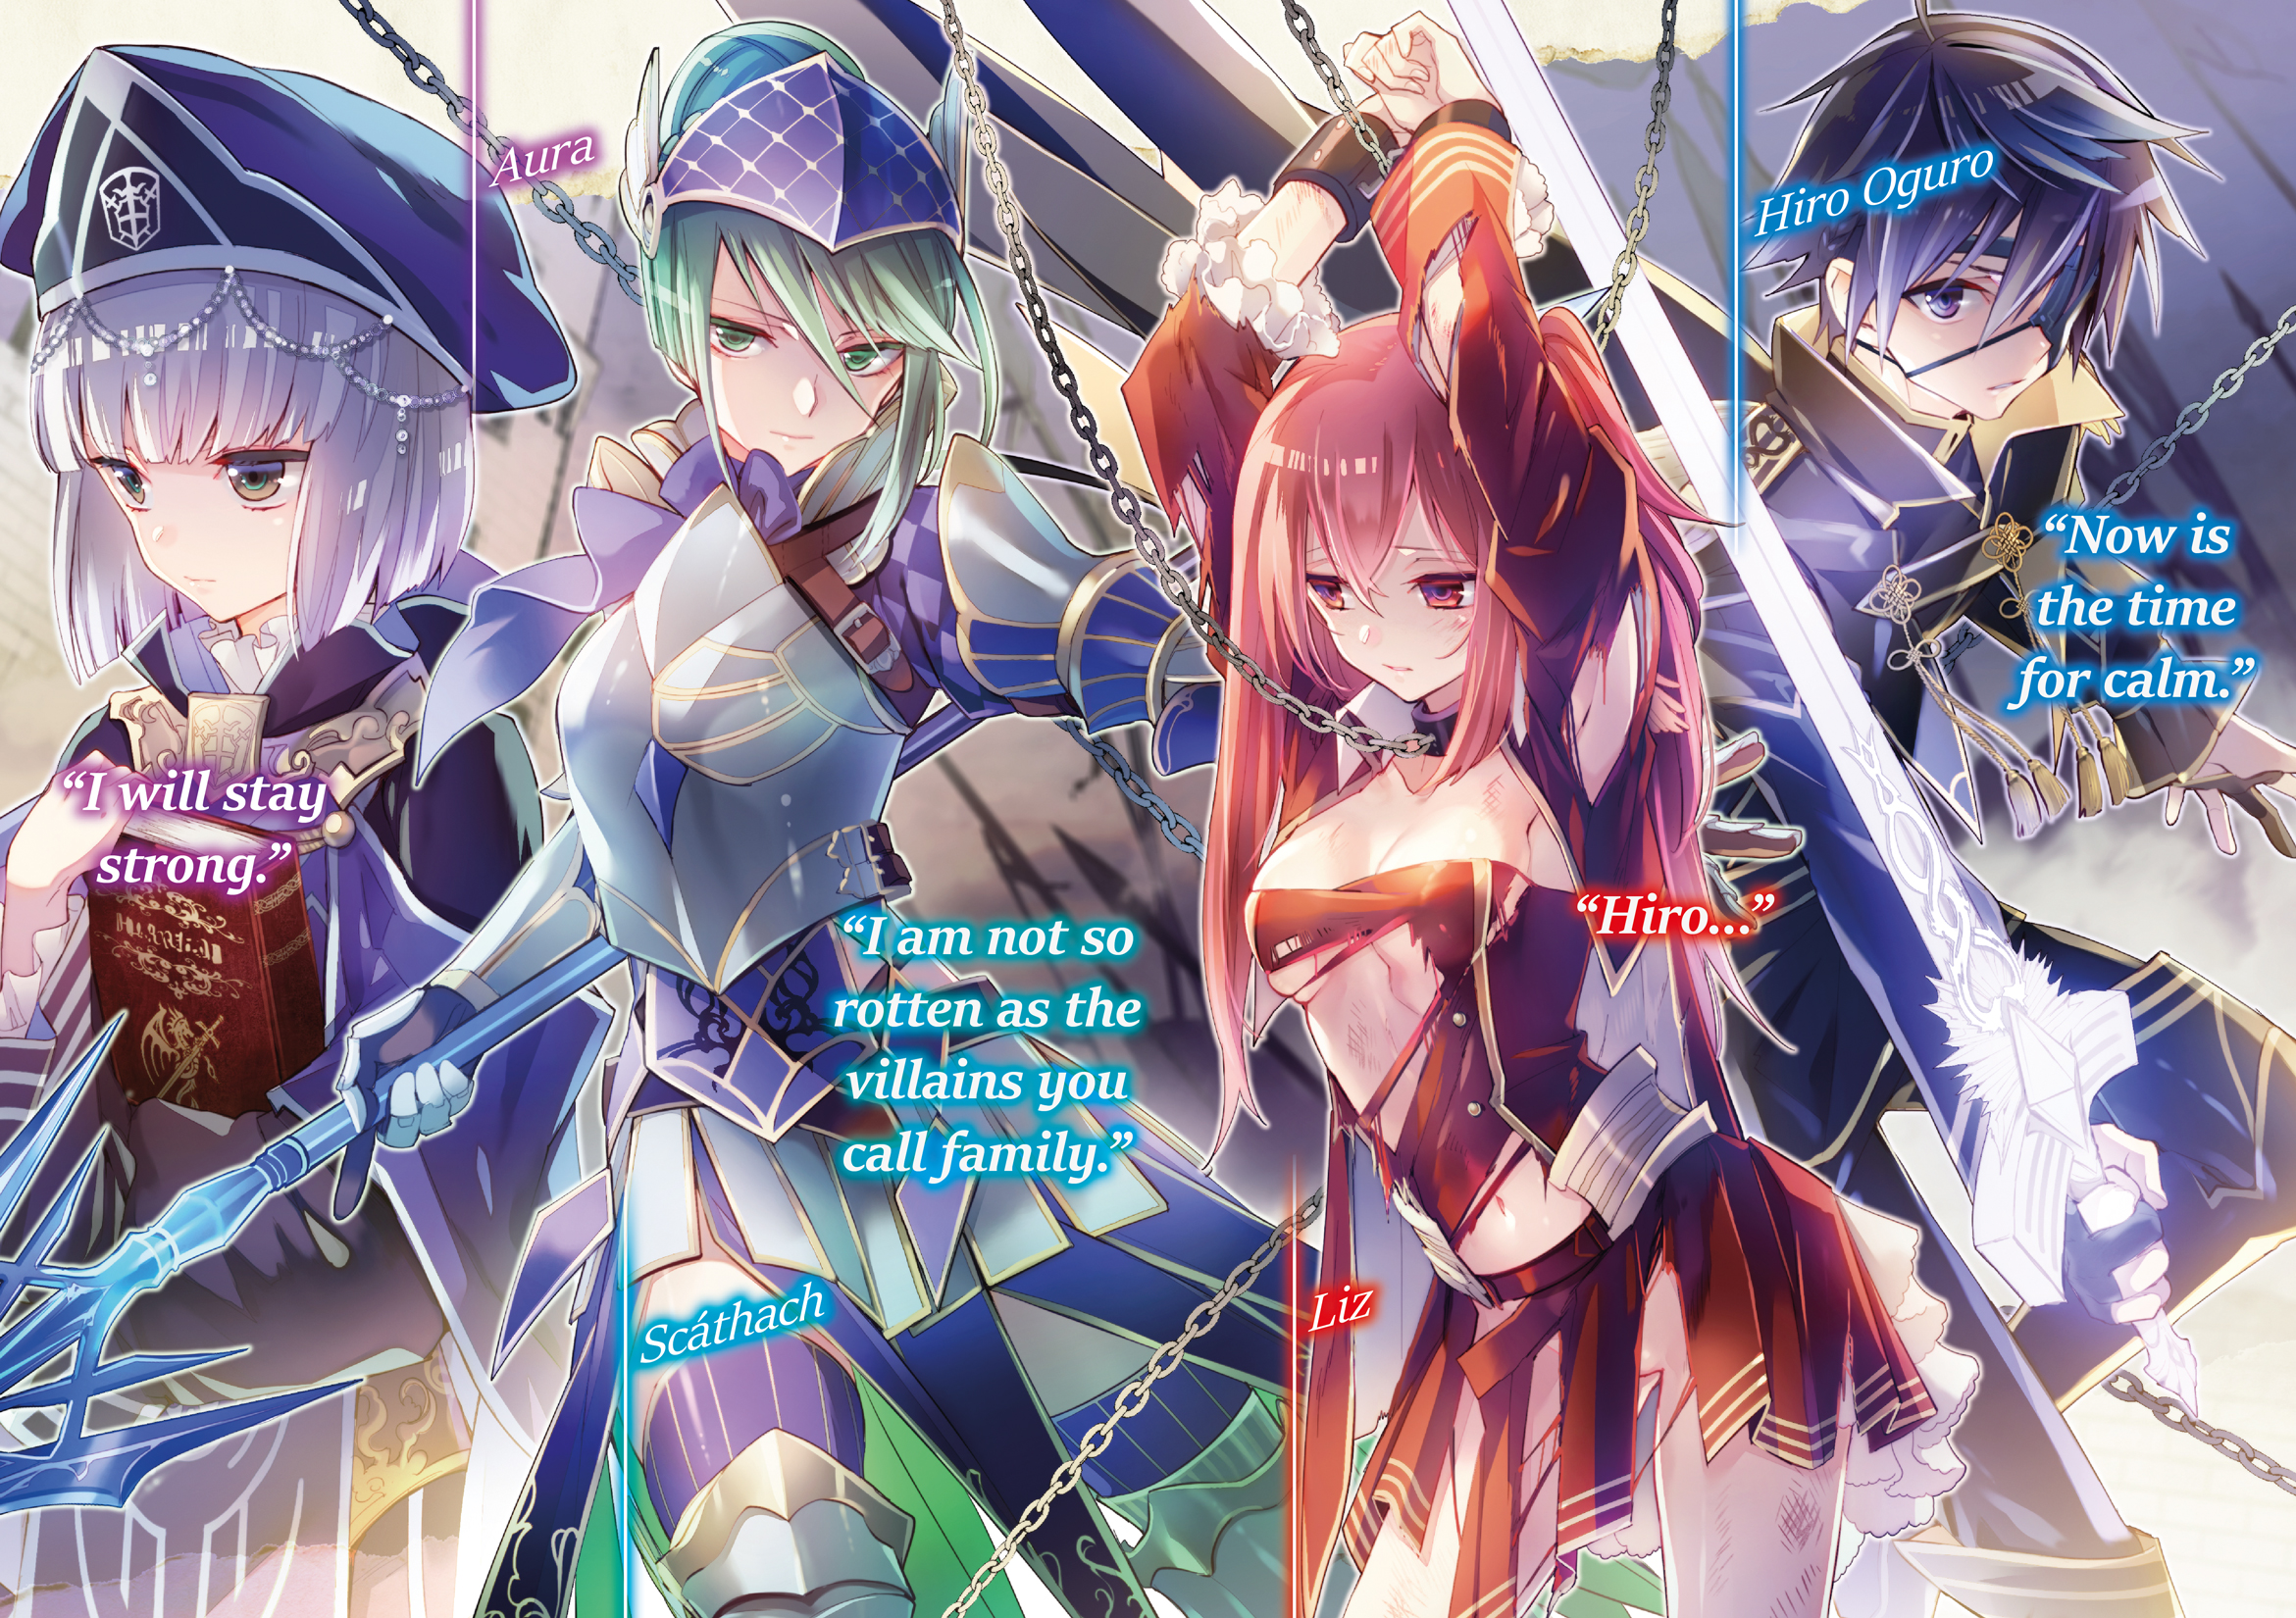 Aura
“I will stay
strong.”
Scáthach
“I am not so
rotten as the
villains you
call family.”
Liz
“Hiro...”
Hiro Oguro
“Now is
the time
for calm.”